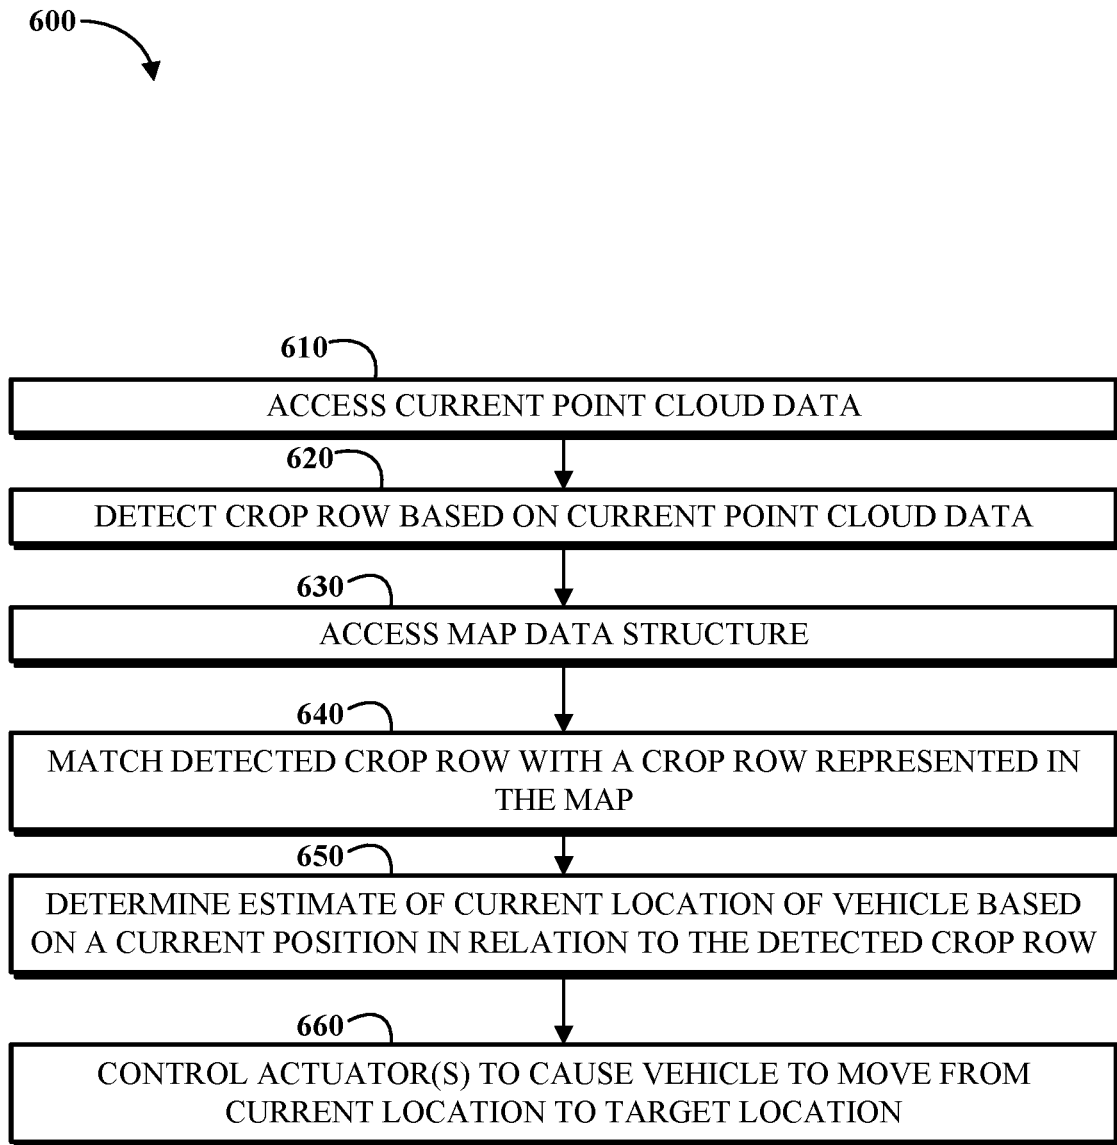 600
610
ACCESS CURRENT POINT CLOUD DATA
620
DETECT CROP ROW BASED ON CURRENT POINT CLOUD DATA
630
ACCESS MAP DATA STRUCTURE
640
MATCH DETECTED CROP ROW WITH A CROP ROW REPRESENTED IN
THE MAP
650
DETERMINE ESTIMATE OF CURRENT LOCATION OF VEHICLE BASED
ON A CURRENT POSITION IN RELATION TO THE DETECTED CROP ROW
660
CONTROL ACTUATOR(S) TO CAUSE VEHICLE TO MOVE FROM
CURRENT LOCATION TO TARGET LOCATION